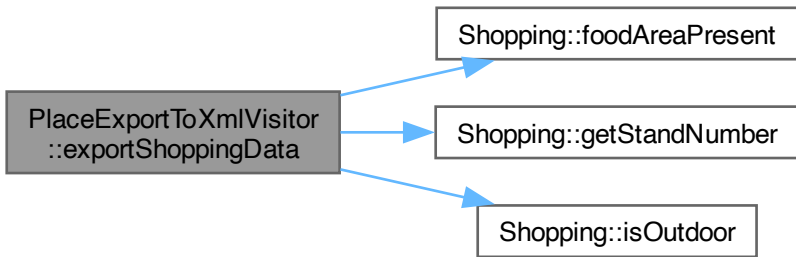 Shopping::foodAreaPresent
PlaceExportToXmlVisitor
::exportShoppingData
Shopping::getStandNumber
Shopping::isOutdoor